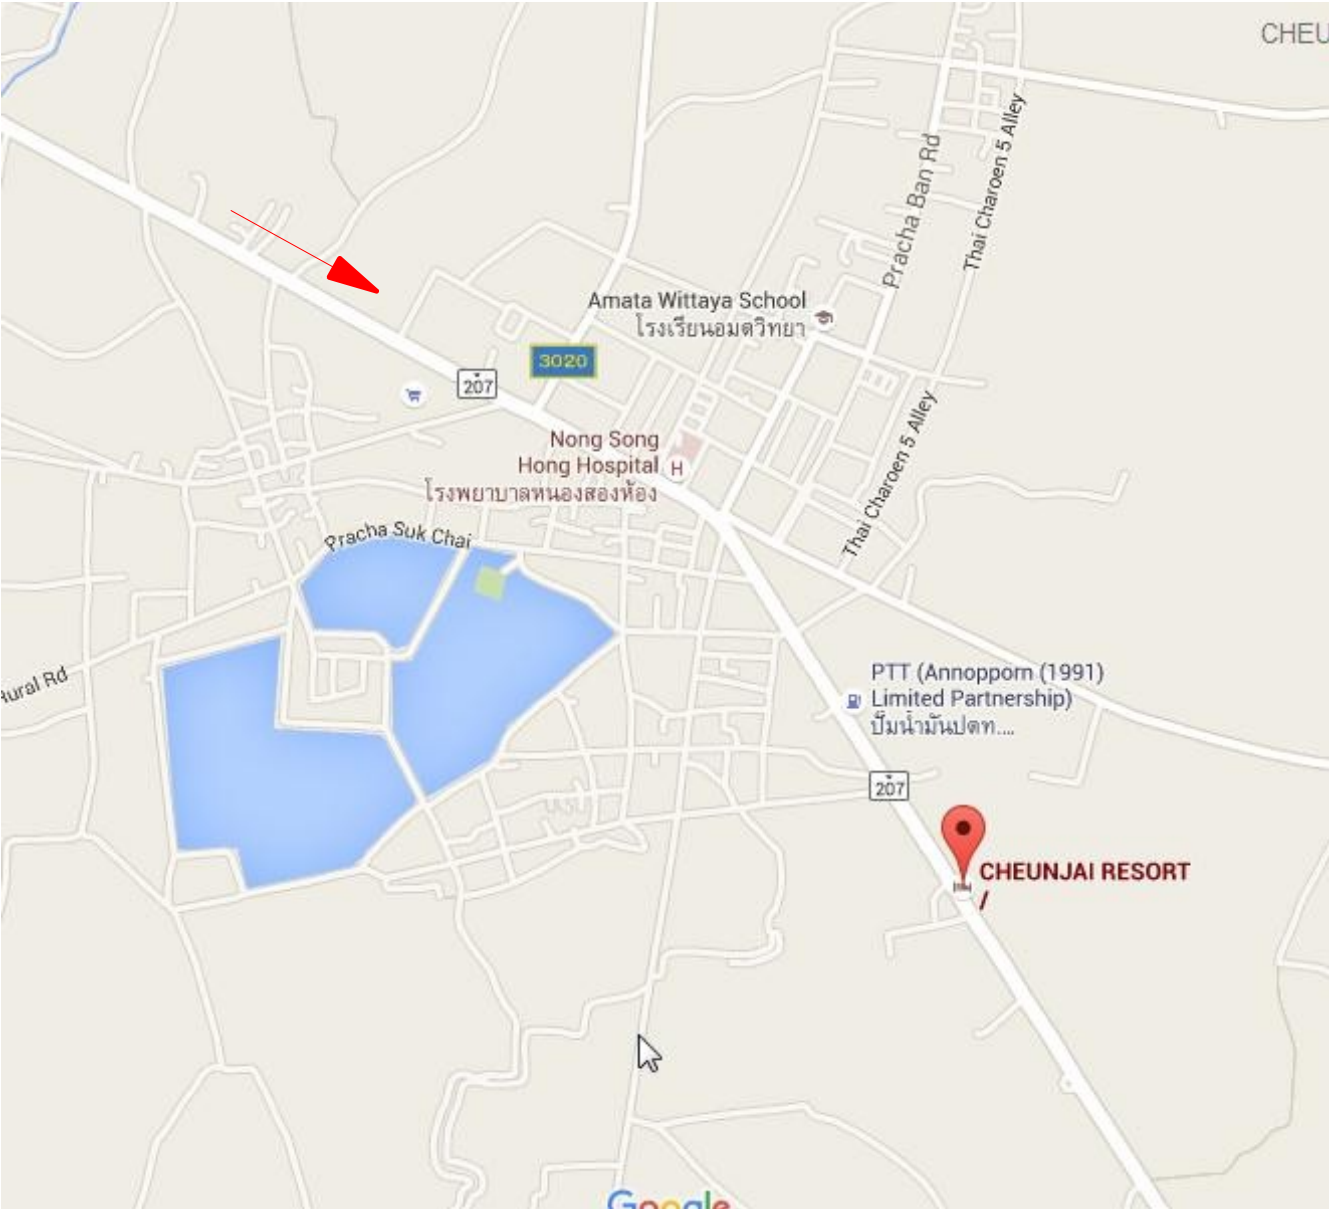 CHEU
Thai Charoen 5 Alley
Pracha Ban Rd
Amata Wittaya School
โรงเรียนอมตวิทยา
3020
207
Nong Song
Hong Hospital
H
โรงพยาบาลหนองสองห้อง
Thai Charoen 5 Alley
Pracha Suk Chai
Rural Rd
PTT (Annopporn (1991)
Limited Partnership)
ปั๊มน้ำมันปตท....
207
CHEUNJAI RESORT
/
Google